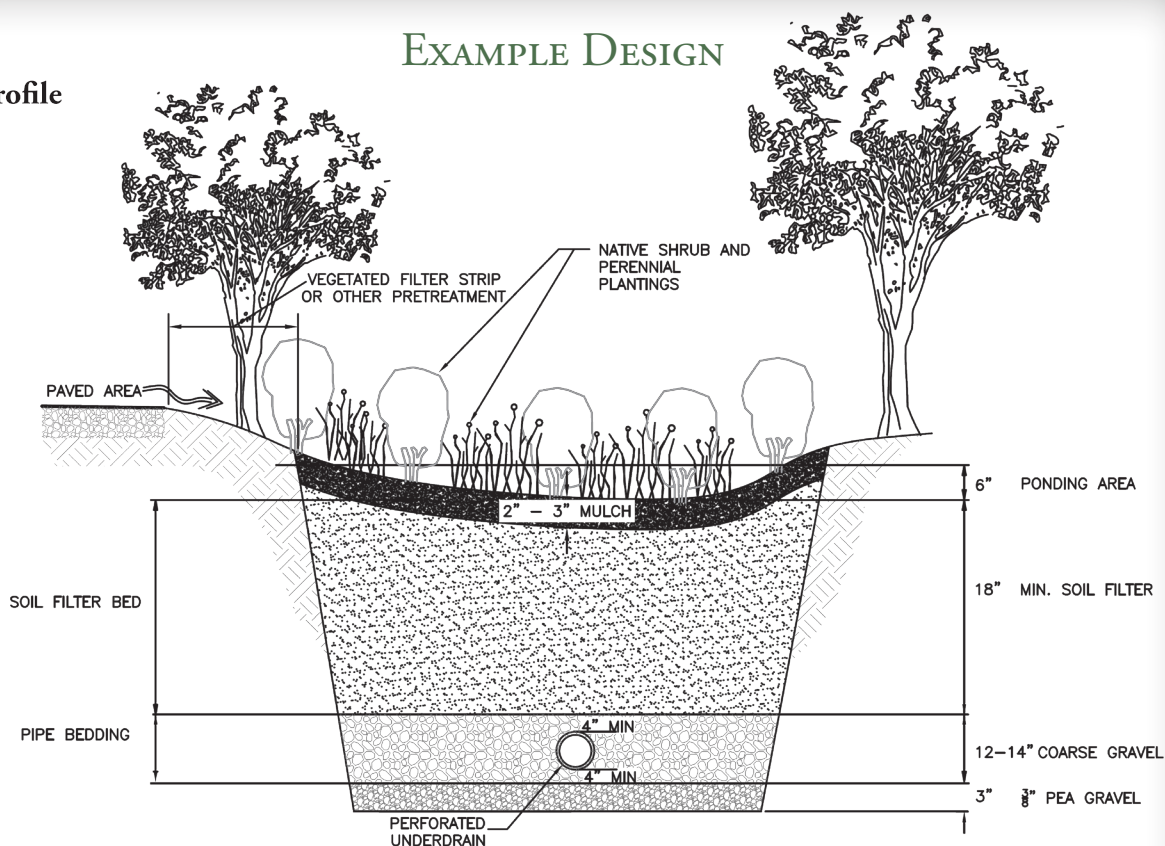 EXAMPLE DESIGN
rofile
NATIVE SHRUB AND
PERENNIAL
PLANTINGS
VEGETATED FILTER STRIP
OR OTHER PRETREATMENT
PAVED AREA
6” PONDING AREA
2” – 3” MULCH
18” MIN. SOIL FILTER
SOIL FILTER BED
4” MIN
PIPE BEDDING
12–14” COARSE GRAVEL
4” MIN
3” 3/8” PEA GRAVEL
PERFORATED
UNDERDRAIN